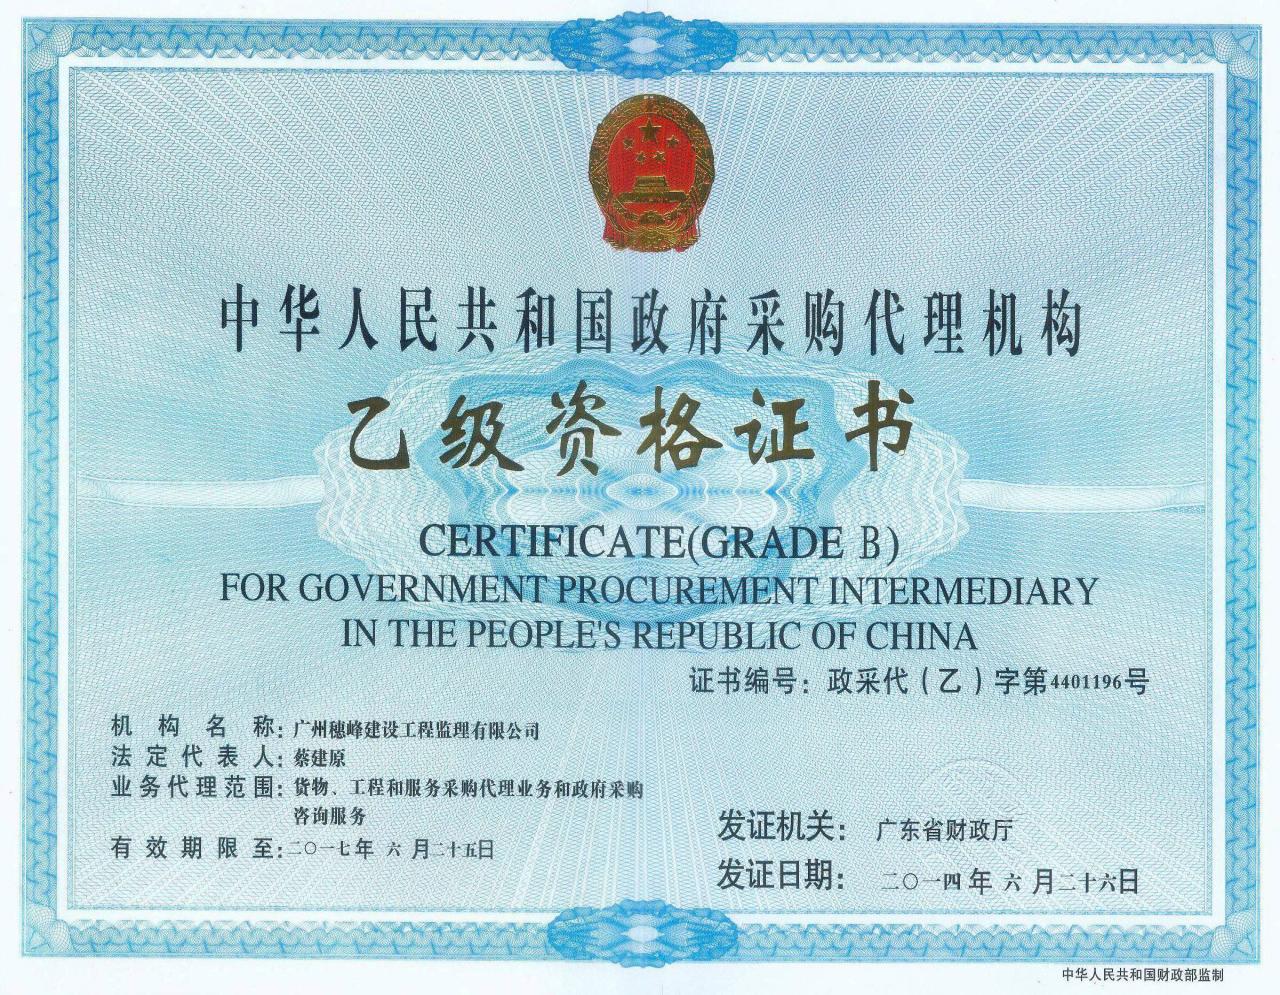 中华人民共和国政府采购代理机构
乙级资格证书
CERTIFICATE(GRADE B)
FOR GOVERNMENT PROCUREMENT INTERMEDIARY
IN THE PEOPLE'S REPUBLIC OF CHINA
证书编号：政采代（乙）字第4401196号
机构名称：广州穗峰建设工程监理有限公司
法定代表人：蔡建原
业务代理范围：货物、工程和服务采购代理业务和政府采购
咨询服务
有效期限至：二〇一七年 六 月二十五日
发证机关：广东省财政厅
发证日期：二〇一四年 六 月二十六日
中华人民共和国财政部监制